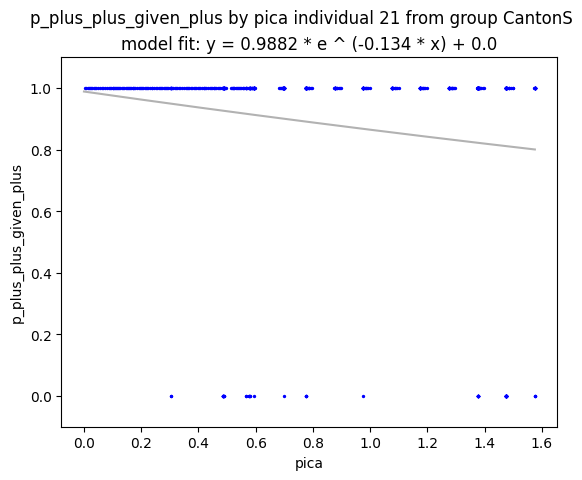 p_plus_plus_given_plus by pica individual 21 from group CantonS
model fit: y = 0.9882 * e ^ (-0.134 * x) + 0.0
p_plus_plus_given_plus
1.0
0.8
0.6
0.4
0.2
0.0
0.0 0.2 0.4 0.6 0.8 1.0 1.2 1.4 1.6
pica